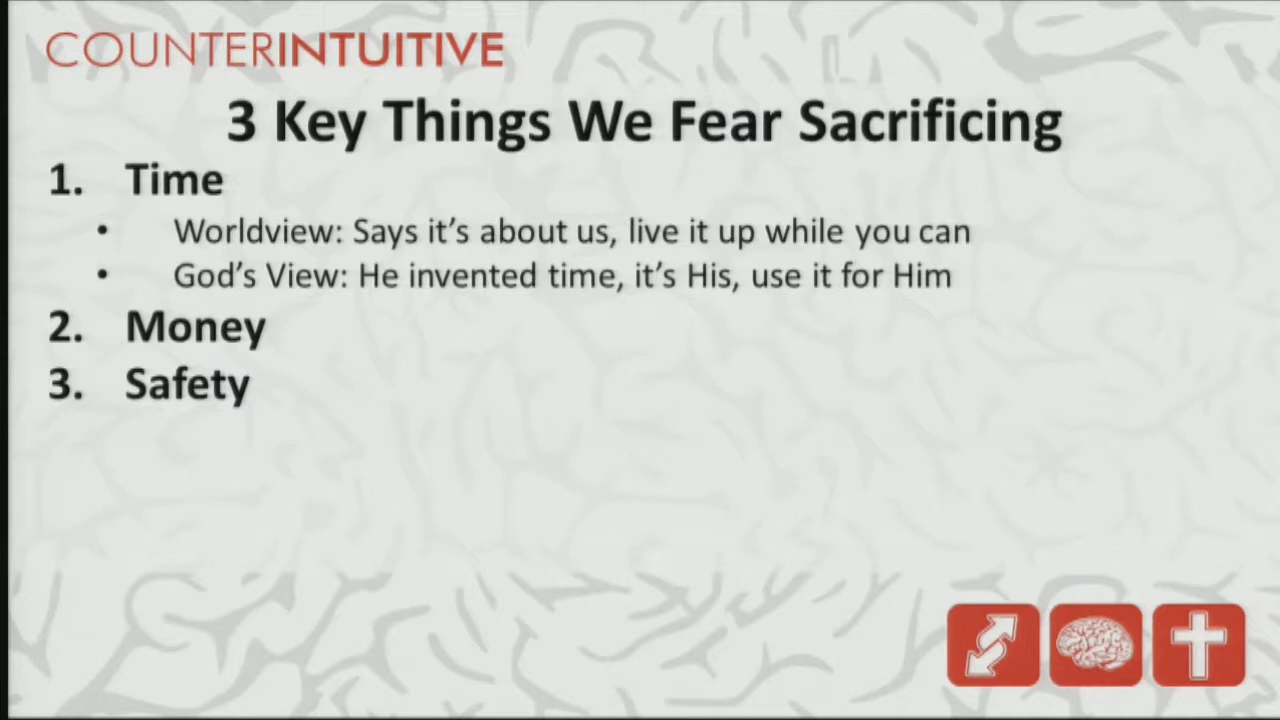 COUNTERINTUITIVE
3 Key Things We Fear Sacrificing
1. Time
• Worldview: Says it's about us, live it up while you can
• God's View: He invented time, it's His, use it for Him
2. Money
3. Safety